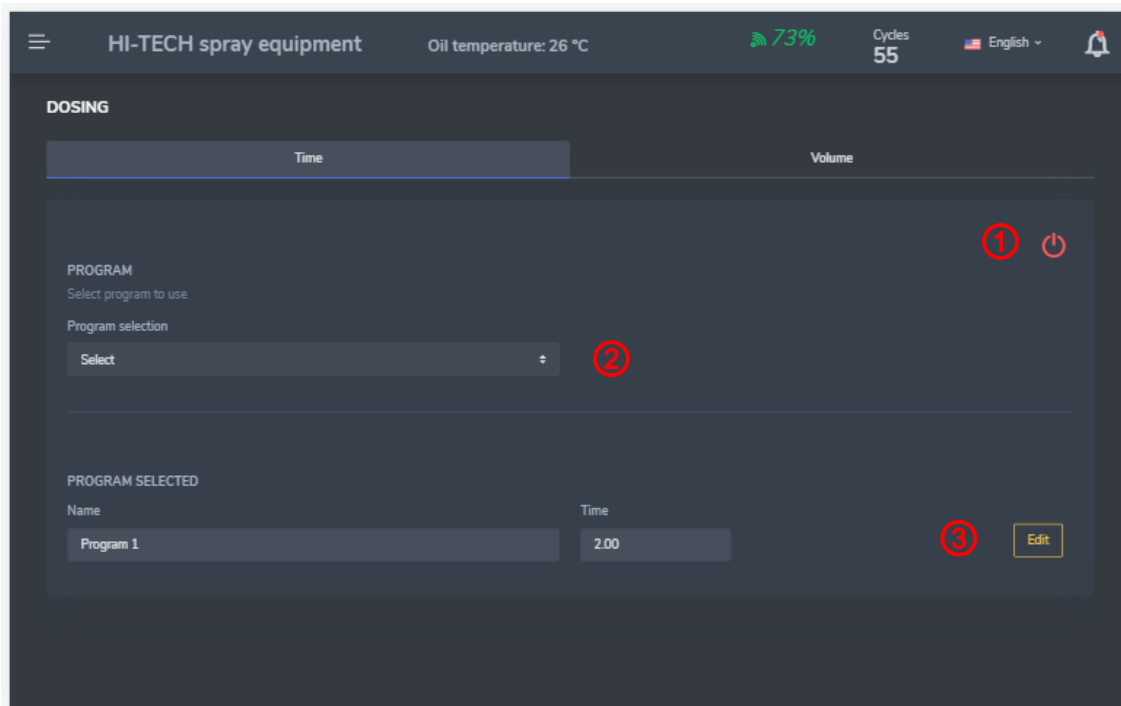 HI-TECH spray equipment
Oil temperature: 26 °C
73%
Cycles
55
English
DOSING
Time
Volume
1
PROGRAM
Select program to use
Program selection
Select
2
PROGRAM SELECTED
Name
Time
Program 1
2.00
3
Edit